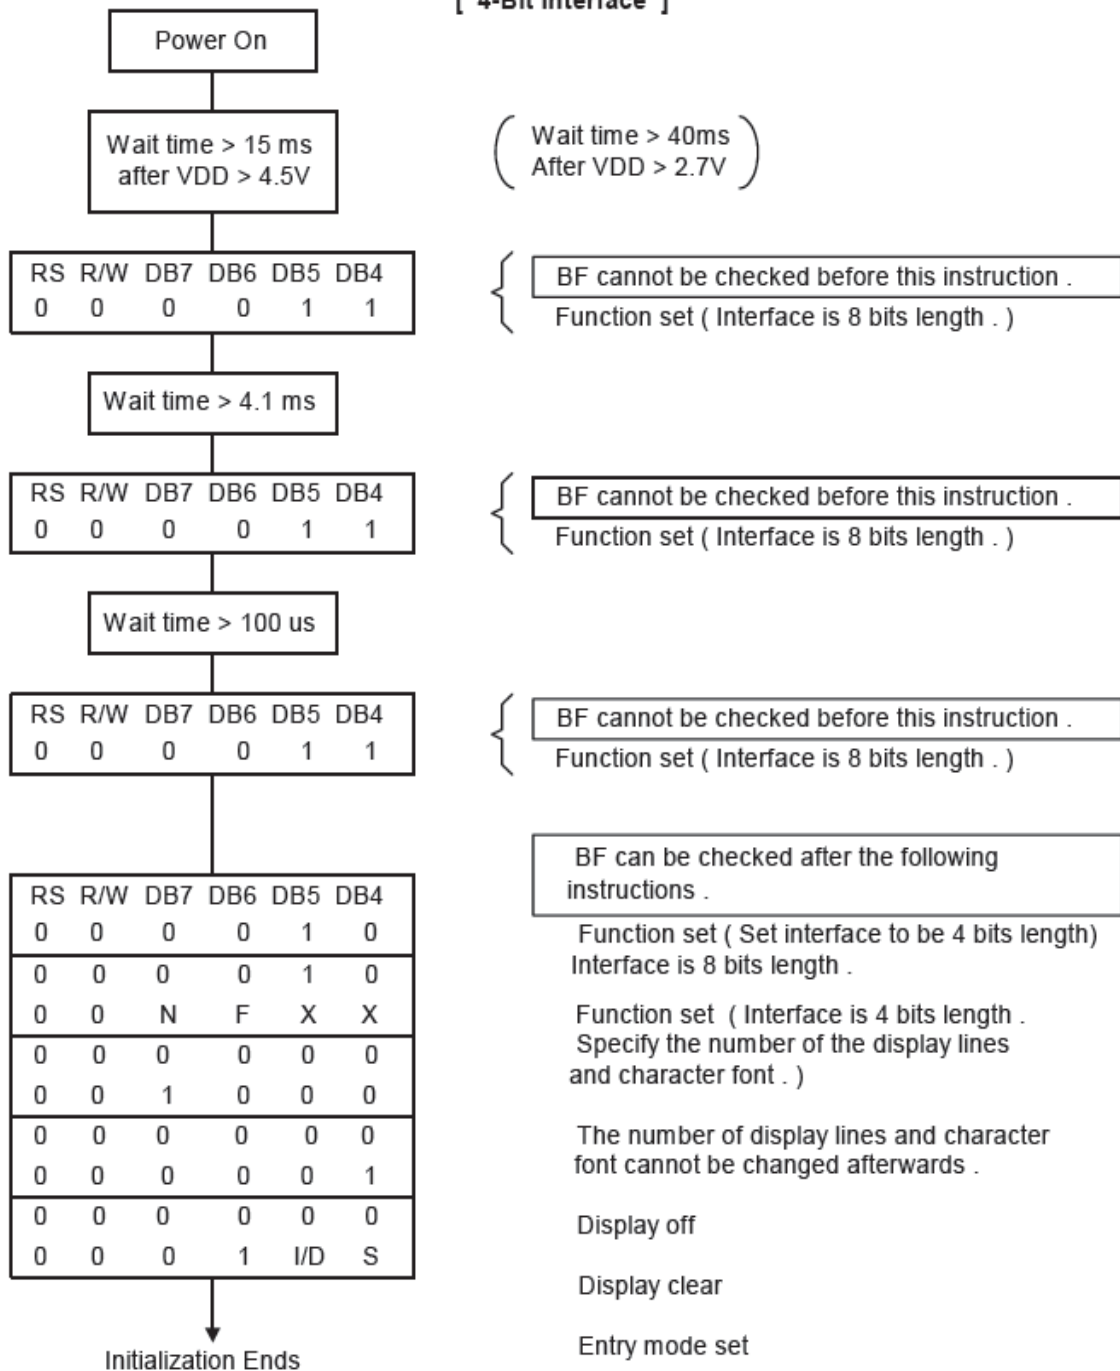 [ 4-Bit Interface ]
Power On
Wait time > 15 ms
after VDD > 4.5V
Wait time > 40ms
After VDD > 2.7V
RS R/W DB7 DB6 DB5 DB4
0 0 0 0 1 1
BF cannot be checked before this instruction .
Function set ( Interface is 8 bits length . )
Wait time > 4.1 ms
RS R/W DB7 DB6 DB5 DB4
0 0 0 0 1 1
BF cannot be checked before this instruction .
Function set ( Interface is 8 bits length . )
Wait time > 100 us
RS R/W DB7 DB6 DB5 DB4
0 0 0 0 1 1
BF cannot be checked before this instruction .
Function set ( Interface is 8 bits length . )
RS R/W DB7 DB6 DB5 DB4
0 0 0 0 1 0
0 0 0 0 1 0
0 0 N F X X
0 0 0 0 0 0
0 0 1 0 0 0
0 0 0 0 0 0
0 0 0 0 0 1
0 0 0 0 0 0
0 0 0 1 I/D S
BF can be checked after the following
instructions .
Function set ( Set interface to be 4 bits length)
Interface is 8 bits length .
Function set ( Interface is 4 bits length .
Specify the number of the display lines
and character font . )
The number of display lines and character
font cannot be changed afterwards .
Display off
Display clear
Entry mode set
Initialization Ends